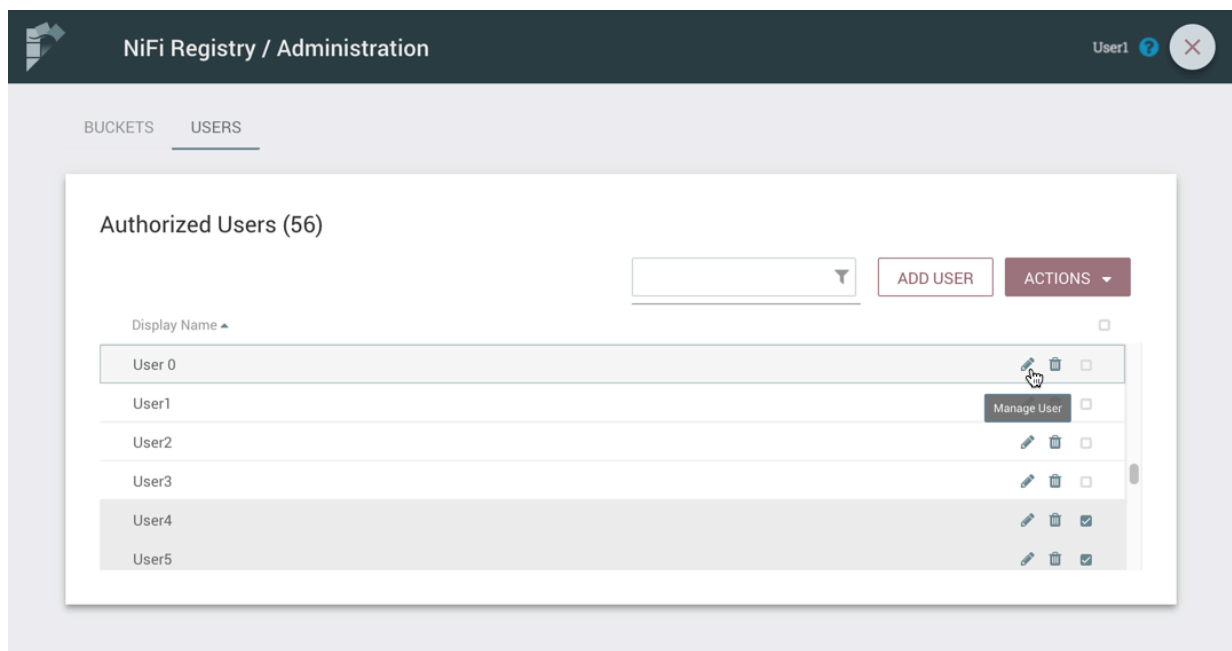 NiFi Registry / Administration
User1 ?
BUCKETS USERS
Authorized Users (56)
ADD USER ACTIONS
Display Name
User 0
User1
Manage User
User2
User3
User4
User5